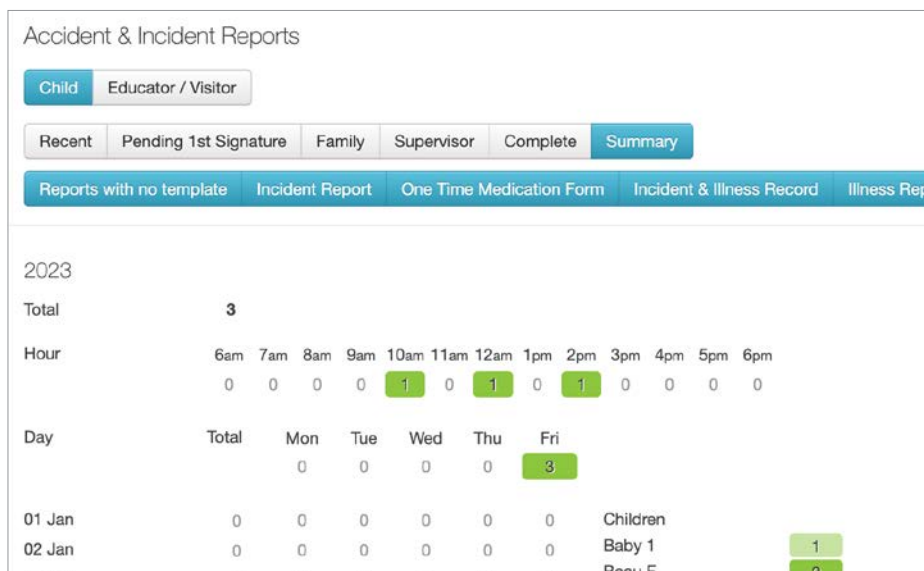 Accident & Incident Reports
Child Educator / Visitor
Recent Pending 1st Signature Family Supervisor Complete Summary
Reports with no template Incident Report One Time Medication Form Incident & Illness Record Illness Rep
2023
Total 3
Hour 6am 7am 8am 9am 10am 11am 12am 1pm 2pm 3pm 4pm 5pm 6pm
0 0 0 0 1 0 1 0 1 0 0 0 0
Day Total Mon Tue Wed Thu Fri
0 0 0 0 3
01 Jan 0 0 0 0 0 0 Children
02 Jan 0 0 0 0 0 0 Baby 1 1